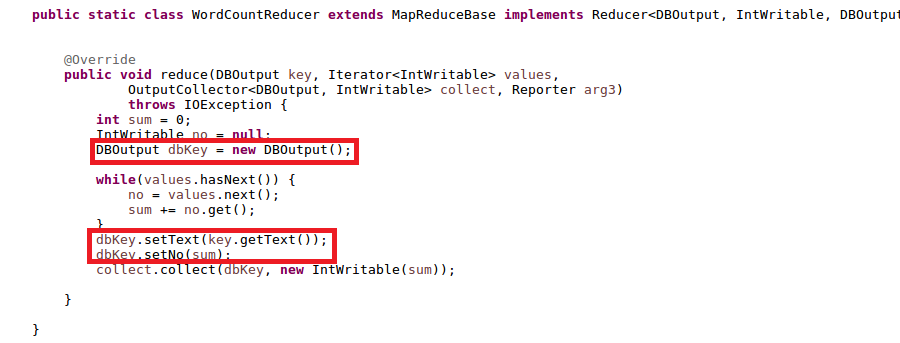 public static class WordCountReducer extends MapReduceBase implements Reducer<DBOutput, IntWritable, DBOutput
@Override
public void reduce(DBOutput key, Iterator<IntWritable> values,
OutputCollector<DBOutput, IntWritable> collect, Reporter arg3)
throws IOException {
int sum = 0;
IntWritable no = null;
DBOutput dbKey = new DBOutput();
while(values.hasNext()) {
no = values.next();
sum += no.get();
}
dbKey.setText(key.getText());
dbKey.setNo(sum);
collect.collect(dbKey, new IntWritable(sum));
}
}